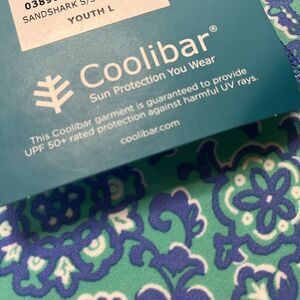 0389
SANDSHARK S/S
YOUTH L
Coolibar®
Sun Protection You Wear
This Coolibar garment is guaranteed to provide
UPF 50+ rated protection against harmful UV rays.
coolibar.com